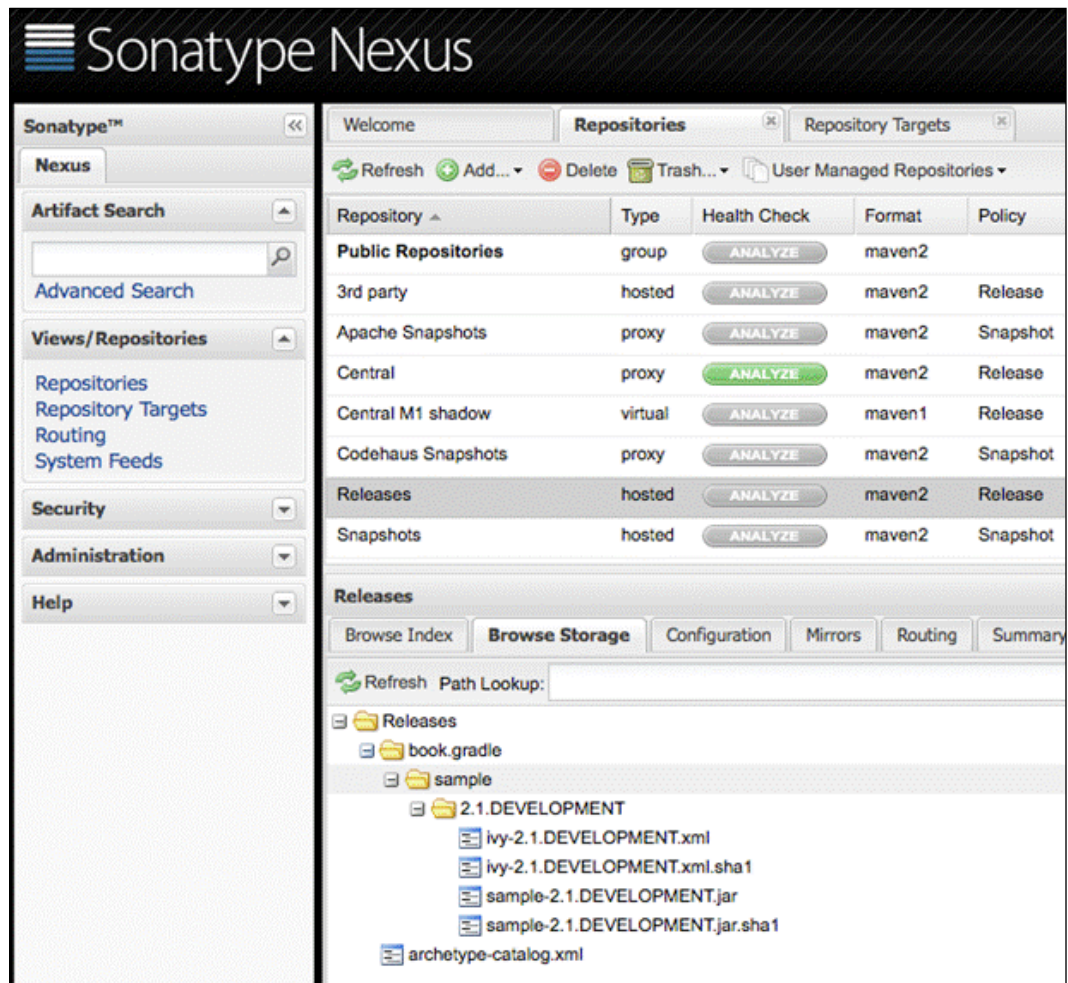 Sonatype Nexus
Sonatype™
Nexus
Artifact Search
Advanced Search
Views/Repositories
Repositories
Repository Targets
Routing
System Feeds
Security
Administration
Help
Welcome Repositories Repository Targets
Refresh Add... Delete Trash... User Managed Repositories
Repository Type Health Check Format Policy
Public Repositories group ANALYZE maven2
3rd party hosted ANALYZE maven2 Release
Apache Snapshots proxy ANALYZE maven2 Snapshot
Central proxy ANALYZE maven2 Release
Central M1 shadow virtual ANALYZE maven1 Release
Codehaus Snapshots proxy ANALYZE maven2 Snapshot
Releases hosted ANALYZE maven2 Release
Snapshots hosted ANALYZE maven2 Snapshot
Releases
Browse Index Browse Storage Configuration Mirrors Routing Summary
Refresh Path Lookup:
Releases
book.gradle
sample
2.1.DEVELOPMENT
ivy-2.1.DEVELOPMENT.xml
ivy-2.1.DEVELOPMENT.xml.sha1
sample-2.1.DEVELOPMENT.jar
sample-2.1.DEVELOPMENT.jar.sha1
archetype-catalog.xml